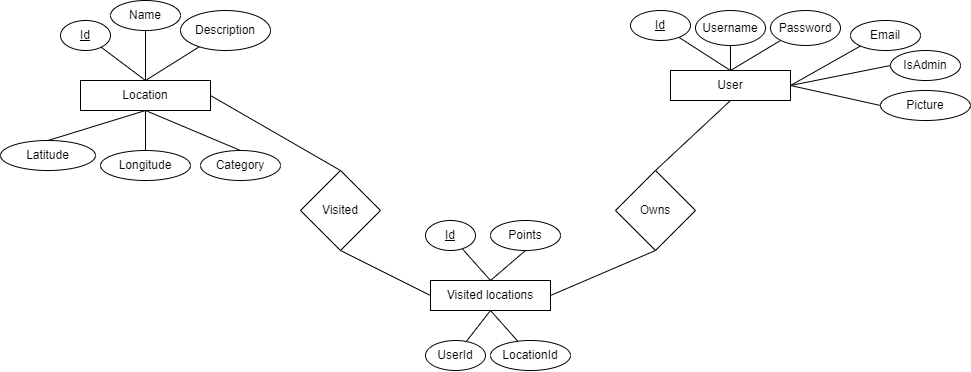 Id
Name
Description
Location
Latitude
Longitude
Category
Visited
Id
Username
Password
Email
IsAdmin
Picture
User
Owns
Id
Points
Visited locations
UserId
LocationId